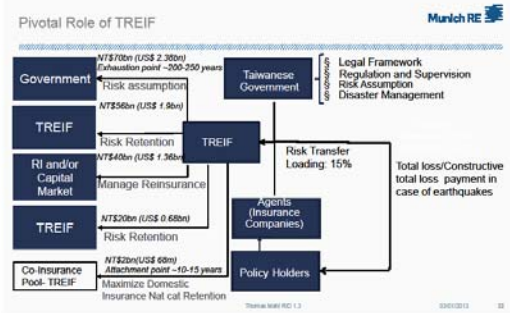 Pivotal Role of TREIF
Munich RE
NT$70bn (US$ 2.38bn)
Exhaustion point ~200-250 years
Government
Risk assumption
NT$56bn (US$ 1.9bn)
TREIF
Risk Retention
NT$40bn (US$ 1.36bn
RI and/or
Capital
Market
Manage Reinsurance
NT$20bn (US$ 0.68bn)
TREIF
Risk Retention
NT$2bn(US$ 68m)
Attachment point ~10-15 years
Co-Insurance
Pool- TREIF
Maximize Domestic
Insurance Nat cat Retention
TREIF
Taiwanese
Government
§ Legal Framework
§ Regulation and Supervision
§ Risk Assumption
§ Disaster Management
Risk Transfer
Loading: 15%
Total loss/Constructive
total loss payment in
case of earthquakes
Agents
(Insurance
Companies)
Policy Holders
03/01/2013